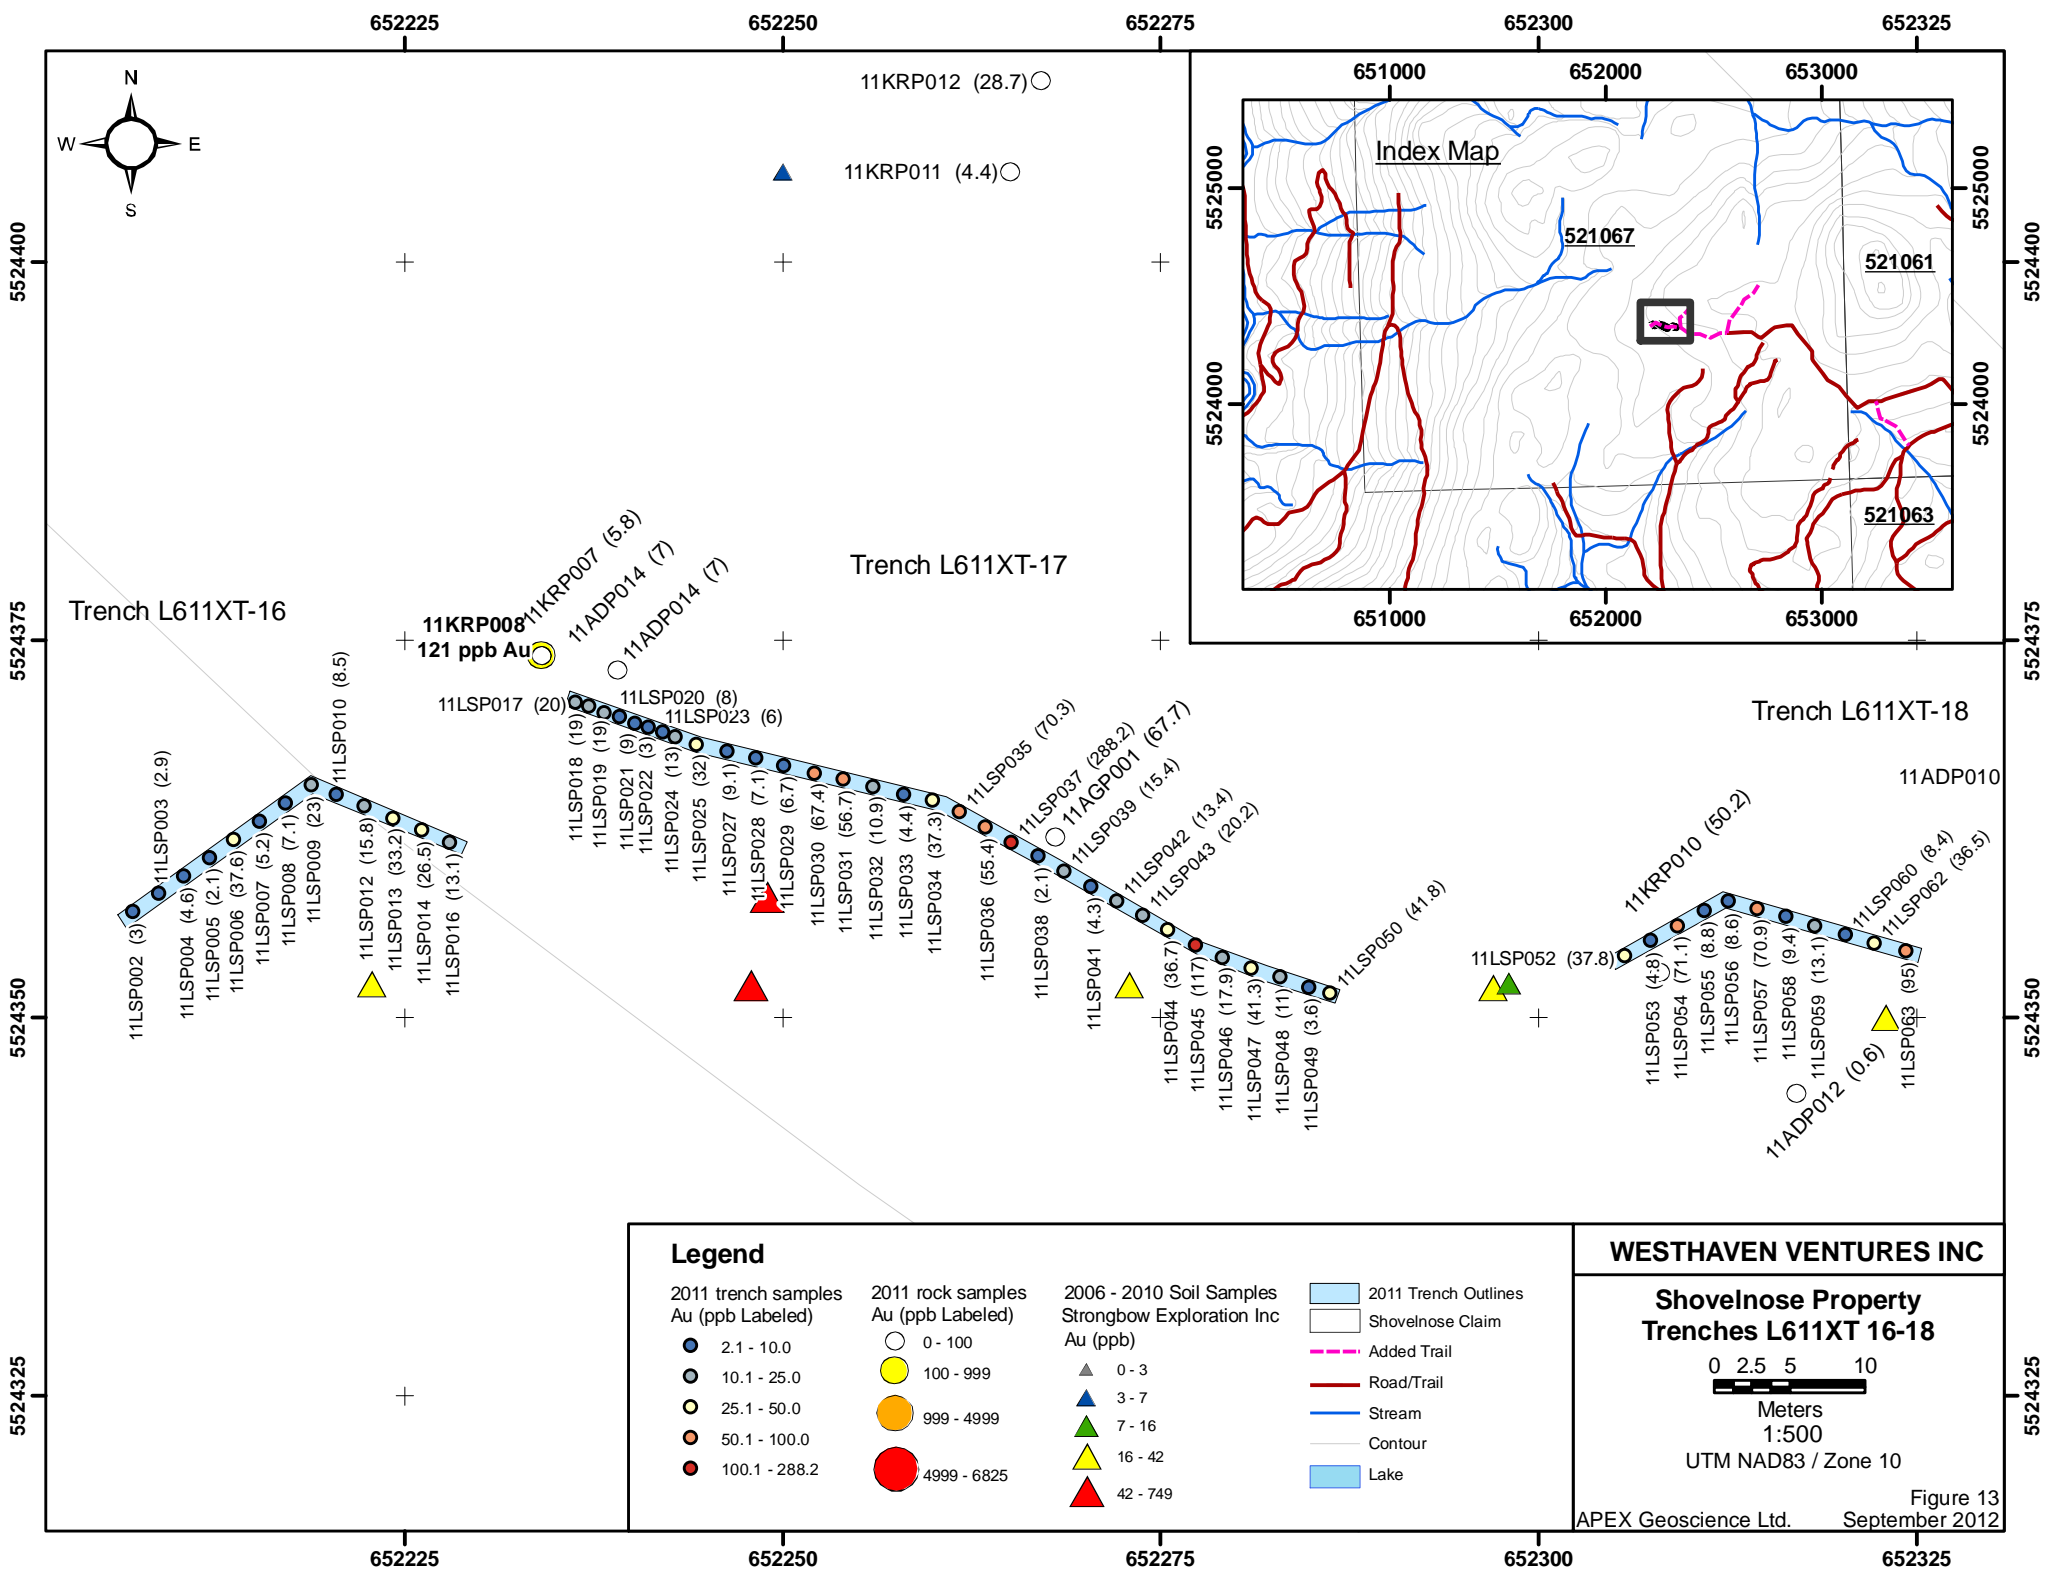 652225
652250
652275
652300
652325
N
W
E
S
11KRP012 (28.7)
11KRP011 (4.4)
5524400
5524375
5524350
5524325
5524400
5524375
5524350
5524325
651000
652000
653000
5525000
5524000
5525000
5524000
Index Map
521067
521061
521063
651000
652000
653000
Trench L611XT-16
Trench L611XT-17
Trench L611XT-18
11KRP007 (5.8)
11ADP014 (7)
11ADP014 (7)
11KRP008
121 ppb Au
11LSP002 (3)
11LSP003 (2.9)
11LSP004 (4.6)
11LSP005 (2.1)
11LSP006 (37.6)
11LSP007 (5.2)
11LSP008 (7.1)
11LSP009 (23)
11LSP010 (8.5)
11LSP012 (15.8)
11LSP013 (33.2)
11LSP014 (26.5)
11LSP016 (13.1)
11LSP017 (20)
11LSP018 (19)
11LSP019 (19)
11LSP020 (8)
11LSP021 (9)
11LSP022 (3)
11LSP023 (6)
11LSP024 (13)
11LSP025 (32)
11LSP027 (9.1)
11LSP028 (7.1)
11LSP029 (6.7)
11LSP030 (67.4)
11LSP031 (56.7)
11LSP032 (10.9)
11LSP033 (4.4)
11LSP034 (37.3)
11LSP035 (70.3)
11LSP036 (55.4)
11LSP037 (288.2)
11AGP001 (67.7)
11LSP038 (2.1)
11LSP039 (15.4)
11LSP041 (4.3)
11LSP042 (13.4)
11LSP043 (20.2)
11LSP044 (36.7)
11LSP045 (117)
11LSP046 (17.9)
11LSP047 (41.3)
11LSP048 (11)
11LSP049 (3.6)
11LSP050 (41.8)
11ADP010
11KRP010 (50.2)
11LSP052 (37.8)
11LSP053 (4.8)
11LSP054 (71.1)
11LSP055 (8.8)
11LSP056 (8.6)
11LSP057 (70.9)
11LSP058 (9.4)
11LSP059 (13.1)
11LSP060 (8.4)
11LSP062 (36.5)
11LSP063 (95)
11ADP012 (0.6)
Legend
2011 trench samples
Au (ppb Labeled)
2.1 - 10.0
10.1 - 25.0
25.1 - 50.0
50.1 - 100.0
100.1 - 288.2
2011 rock samples
Au (ppb Labeled)
0 - 100
100 - 999
999 - 4999
4999 - 6825
2006 - 2010 Soil Samples
Strongbow Exploration Inc
Au (ppb)
0 - 3
3 - 7
7 - 16
16 - 42
42 - 749
2011 Trench Outlines
Shovelnose Claim
Added Trail
Road/Trail
Stream
Contour
Lake
WESTHAVEN VENTURES INC
Shovelnose Property
Trenches L611XT 16-18
0 2.5 5 10
Meters
1:500
UTM NAD83 / Zone 10
Figure 13
APEX Geoscience Ltd. September 2012
652225
652250
652275
652300
652325